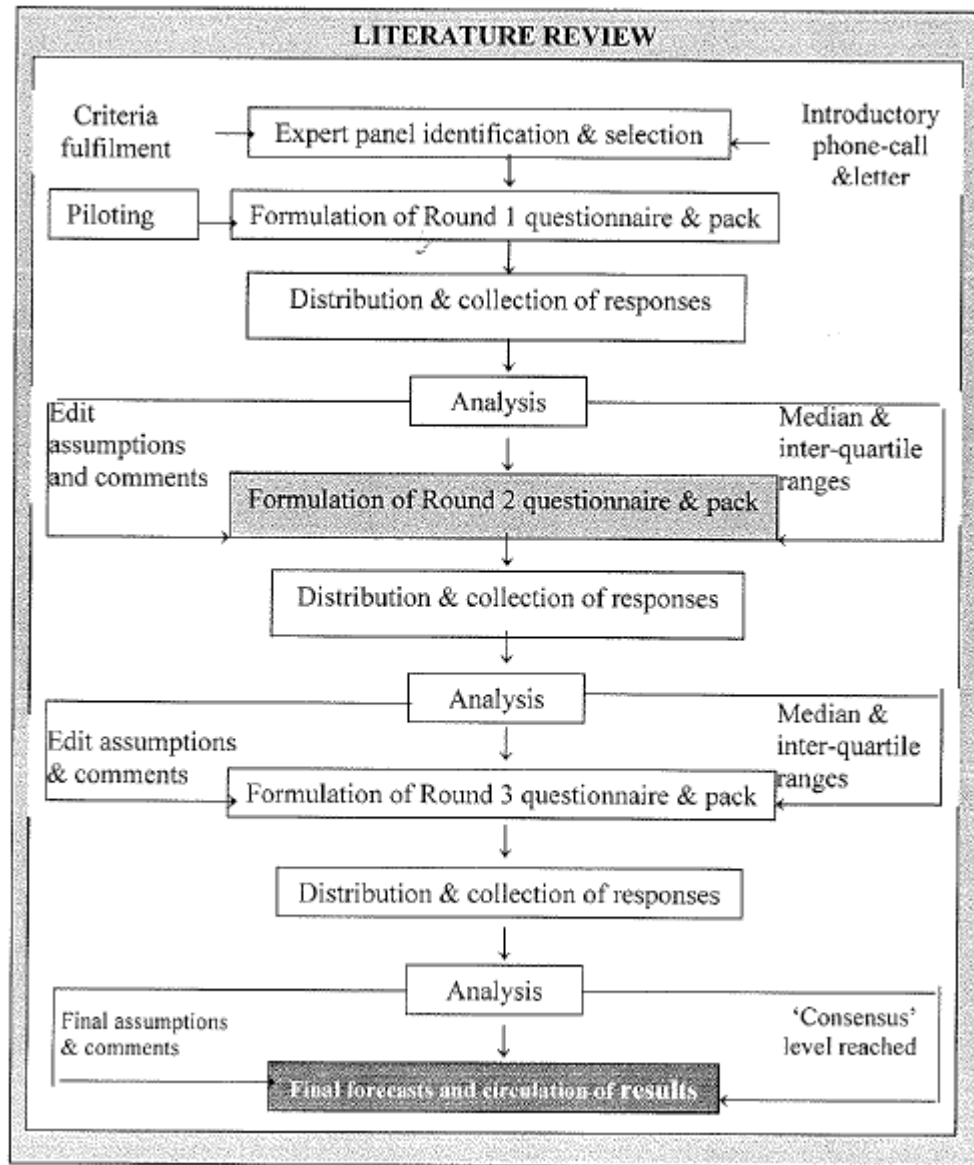 LITERATURE REVIEW
Criteria
fulfilment
Expert panel identification & selection
Introductory
phone-call
&letter
Piloting
Formulation of Round 1 questionnaire & pack
Distribution & collection of responses
Analysis
Edit
assumptions
and comments
Median &
inter-quartile
ranges
Formulation of Round 2 questionnaire & pack
Distribution & collection of responses
Analysis
Edit assumptions
& comments
Median &
inter-quartile
ranges
Formulation of Round 3 questionnaire & pack
Distribution & collection of responses
Analysis
Final assumptions
& comments
‘Consensus’
level reached
Final forecasts and circulation of results